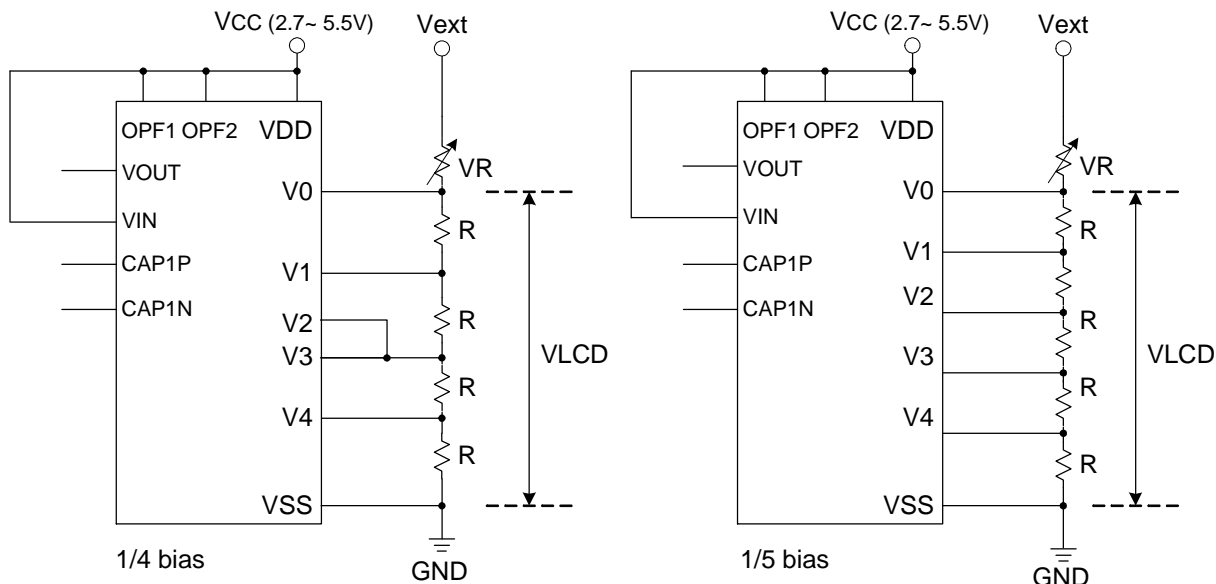 VCC (2.7~ 5.5V)
Vext
OPF1 OPF2 VDD
VR
VOUT
V0
VIN
R
CAP1P
V1
CAP1N
V2
R
V3
VLCD
R
V4
R
VSS
1/4 bias
GND
VCC (2.7~ 5.5V)
Vext
OPF1 OPF2 VDD
VR
VOUT
V0
VIN
R
V1
CAP1P
R
V2
CAP1N
R
V3
VLCD
R
V4
R
VSS
1/5 bias
GND